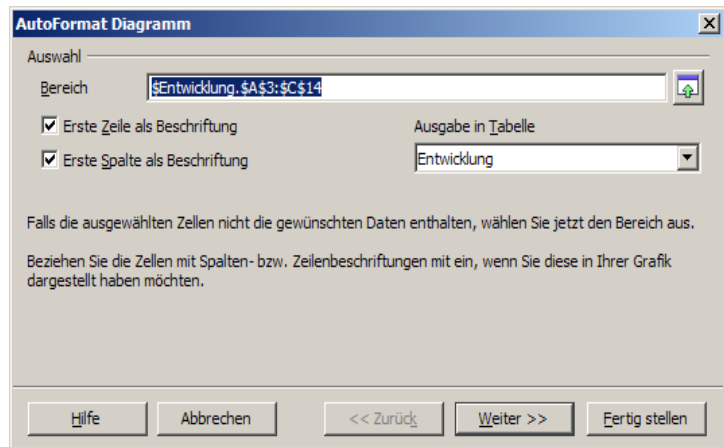 AutoFormat Diagramm
Auswahl
Bereich $Entwicklung.$A$3:$C$14
Erste Zeile als Beschriftung Ausgabe in Tabelle
Erste Spalte als Beschriftung Entwicklung
Falls die ausgewählten Zellen nicht die gewünschten Daten enthalten, wählen Sie jetzt den Bereich aus.
Beziehen Sie die Zellen mit Spalten- bzw. Zeilenbeschriftungen mit ein, wenn Sie diese in Ihrer Grafik
dargestellt haben möchten.
Hilfe Abbrechen << Zurück Weiter >> Fertig stellen